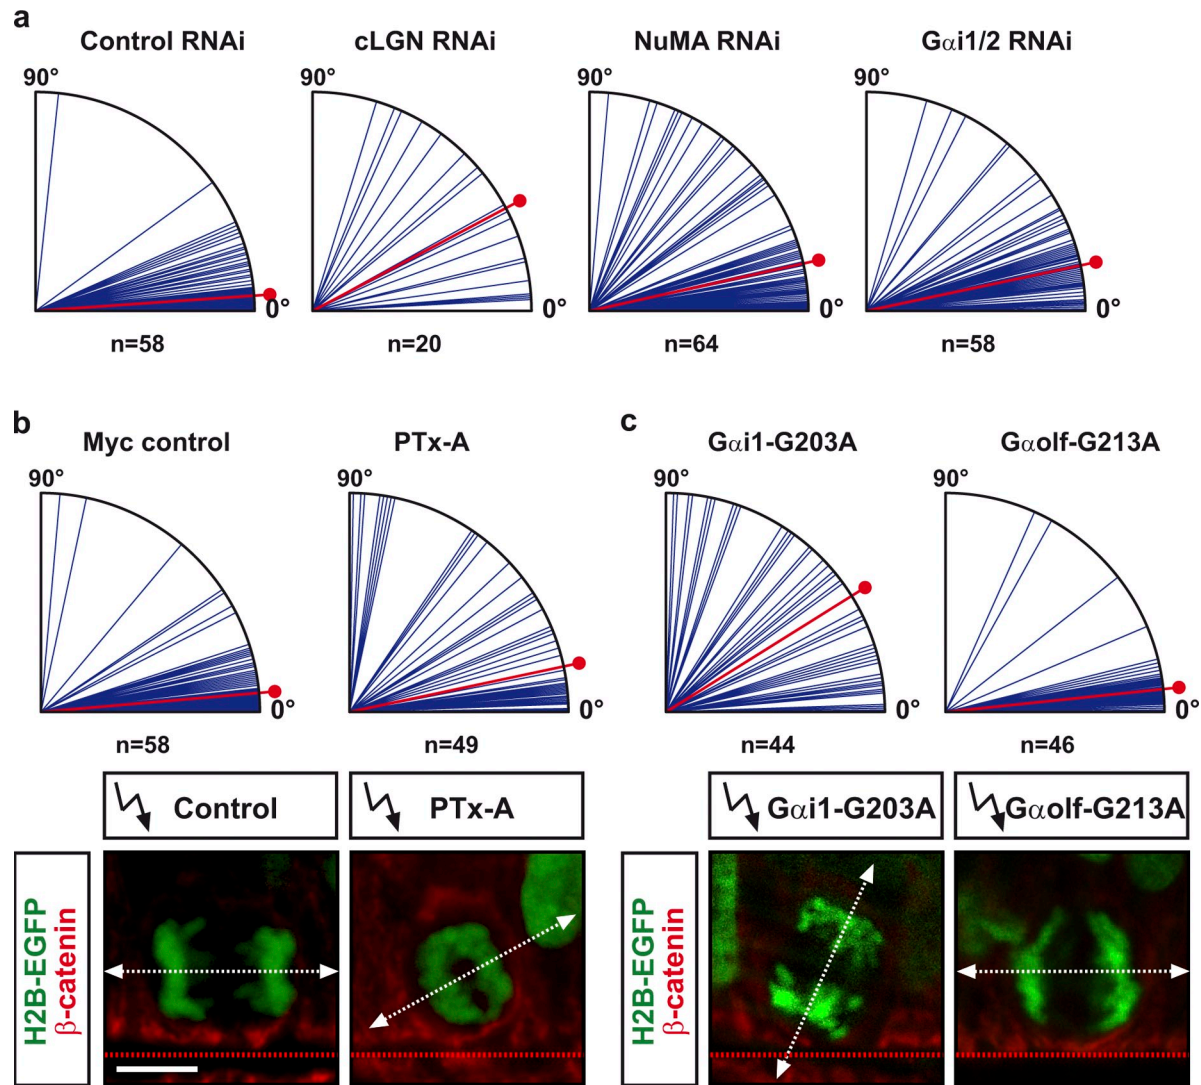 a
Control RNAi
cLGN RNAi
NuMA RNAi
Gαi1/2 RNAi
90°
90°
90°
90°
0°
0°
0°
0°
n=58
n=20
n=64
n=58
b
c
Myc control
PTx-A
Gαi1-G203A
Gαolf-G213A
90°
90°
90°
90°
0°
0°
0°
0°
n=58
n=49
n=44
n=46
Control
PTx-A
Gαi1-G203A
Gαolf-G213A
H2B-EGFP
β-catenin
H2B-EGFP
β-catenin